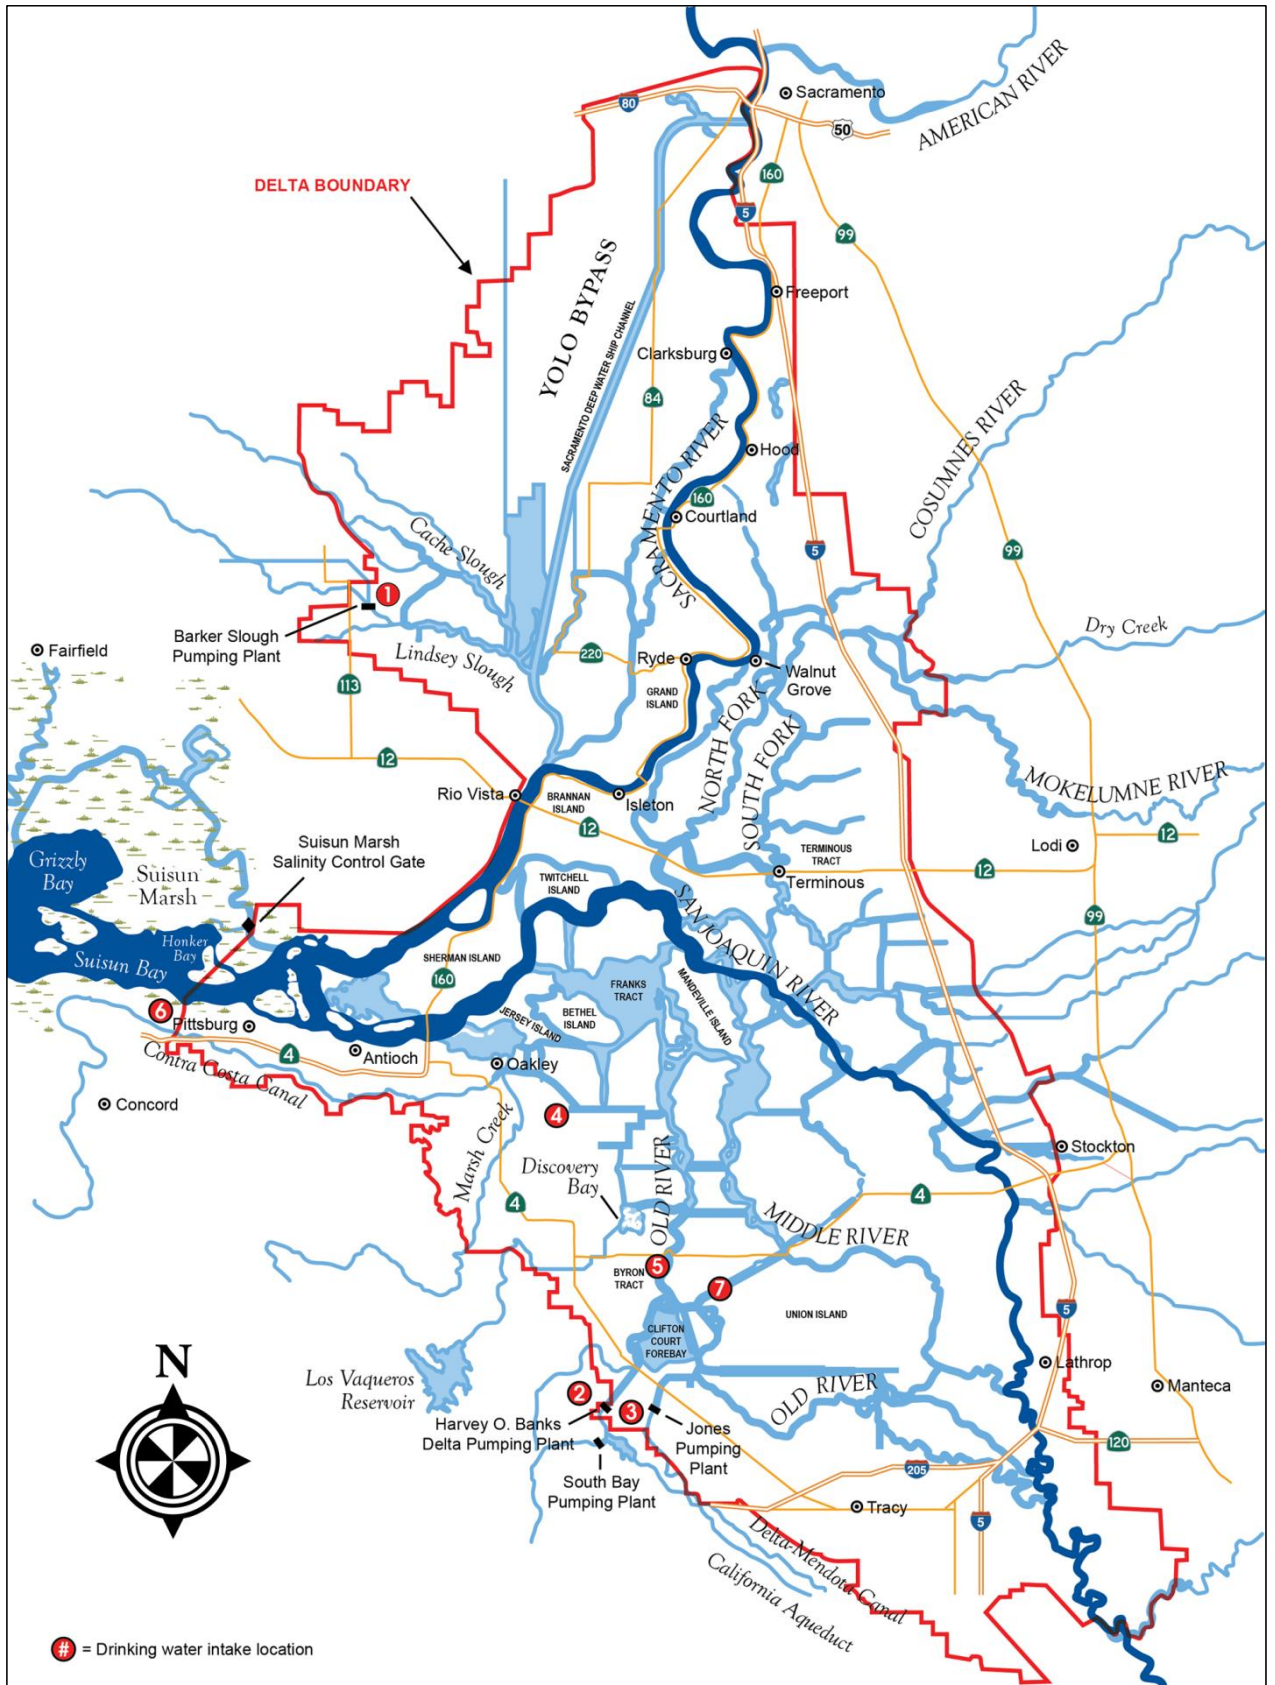 AMERICAN RIVER
Sacramento
80
50
160
5
99
DELTA BOUNDARY
YOLO BYPASS
SACRAMENTO DEEP WATER SHIP CHANNEL
Freeport
Clarksburg
84
SACRAMENTO RIVER
Hood
160
Courtland
COSUMNES RIVER
5
99
Cache Slough
1
Barker Slough
Pumping Plant
Lindsey Slough
Fairfield
113
220
Ryde
Walnut
Grove
GRAND
ISLAND
Dry Creek
NORTH FORK
SOUTH FORK
MOKELUMNE RIVER
12
Rio Vista
BRANNAN
ISLAND
Isleton
12
Lodi
12
TERMINOUS
TRACT
Terminous
12
Suisun Marsh
Salinity Control Gate
Grizzly
Bay
Suisun
Marsh
TWITCHELL
ISLAND
99
Honker
Bay
Suisun Bay
SAN JOAQUIN RIVER
SHERMAN ISLAND
160
FRANKS
TRACT
MANDEVILLE ISLAND
BETHEL
ISLAND
JERSEY ISLAND
6
Pittsburg
4
Antioch
Oakley
Contra Costa Canal
Concord
4
Marsh Creek
Discovery
Bay
OLD RIVER
Stockton
4
4
MIDDLE RIVER
5
BYRON
TRACT
7
UNION ISLAND
5
CLIFTON
COURT
FOREBAY
Los Vaqueros
Reservoir
Lathrop
Manteca
N
2
3
Harvey O. Banks
Delta Pumping Plant
Jones
Pumping
Plant
OLD RIVER
120
South Bay
Pumping Plant
205
Tracy
5
Delta-Mendota Canal
California Aqueduct
# = Drinking water intake location